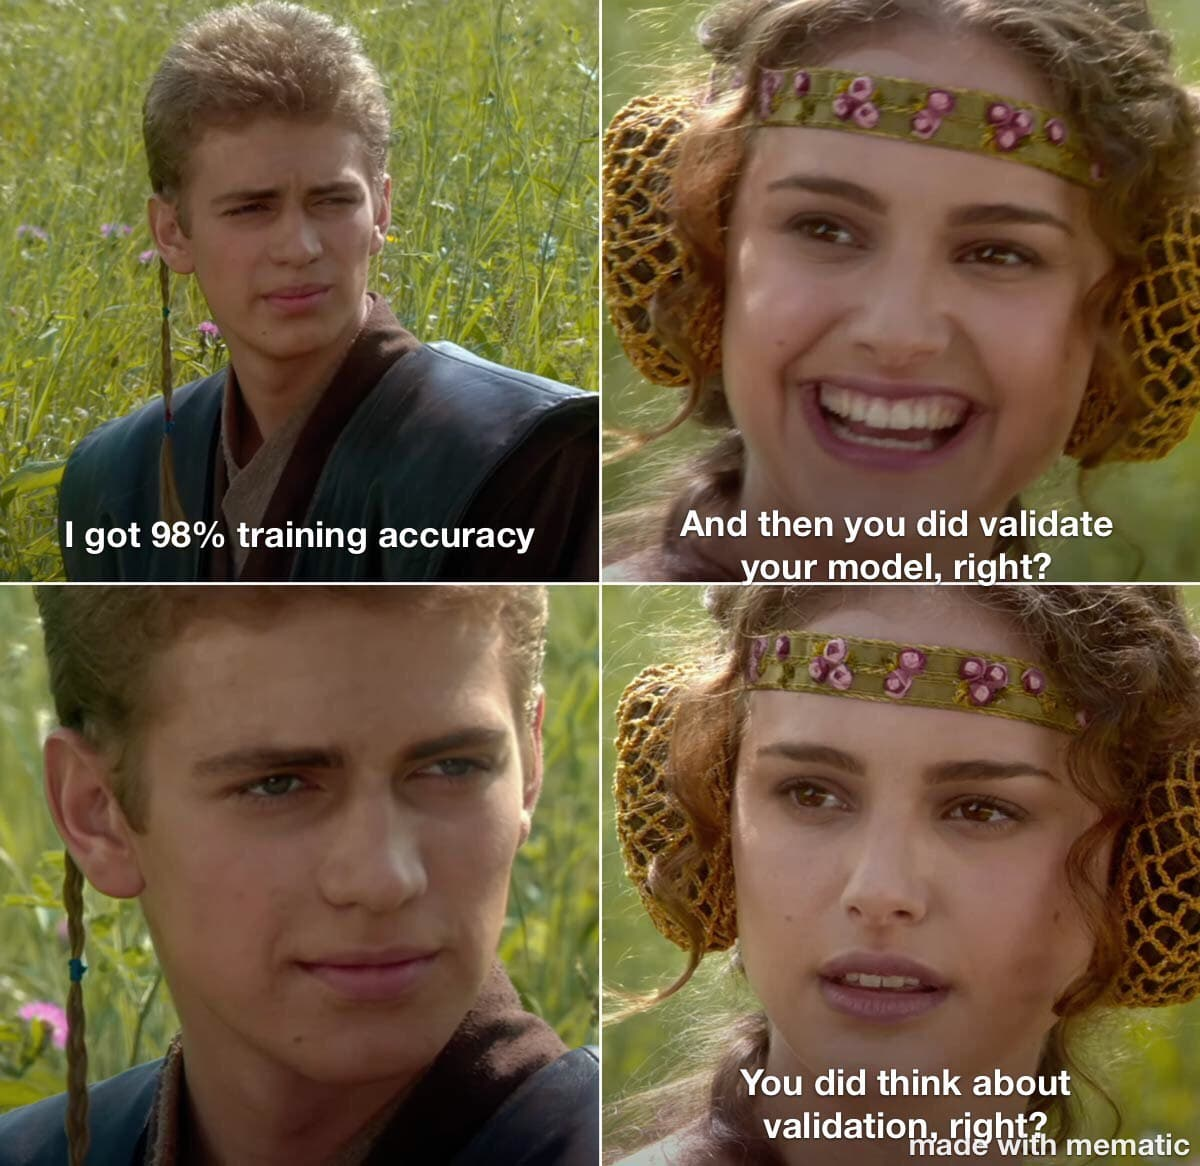 I got 98% training accuracy
And then you did validate
your model, right?
You did think about
validation, right?
made with mematic